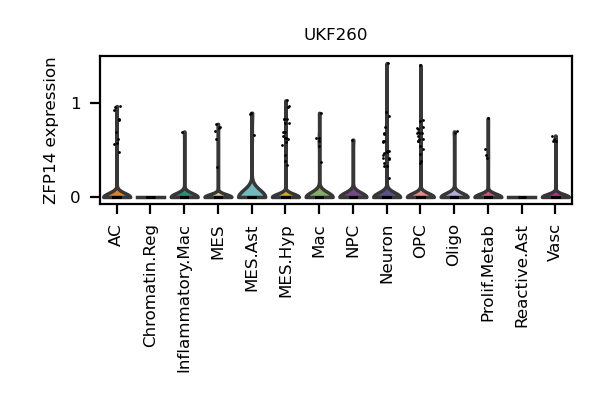 UKF260
ZFP14 expression
1
0
AC
Chromatin.Reg
Inflammatory.Mac
MES
MES.Ast
MES.Hyp
Mac
NPC
Neuron
OPC
Oligo
Prolif.Metab
Reactive.Ast
Vasc